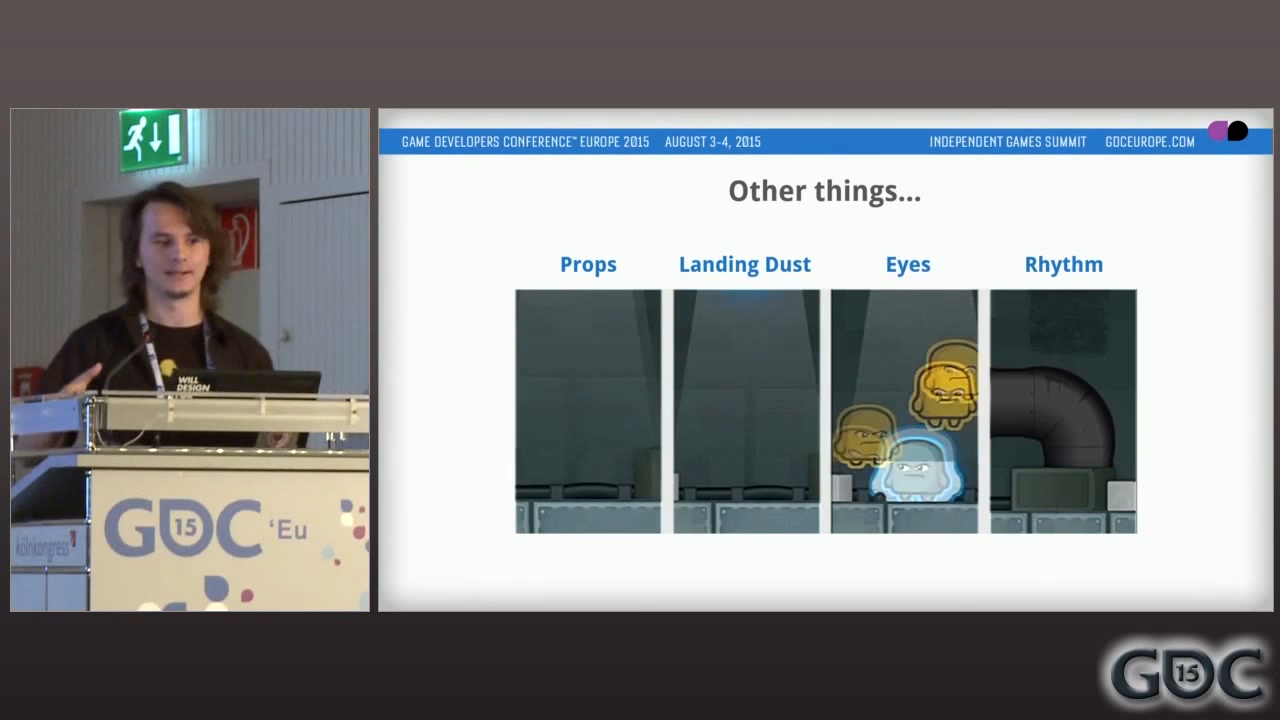 GAME DEVELOPERS CONFERENCE™ EUROPE 2015 AUGUST 3-4, 2015 INDEPENDENT GAMES SUMMIT GDCEUROPE.COM
Other things...
Props Landing Dust Eyes Rhythm
WILL
DESIGN
GDC 15 'Eu
kölnkongress
GDC 15